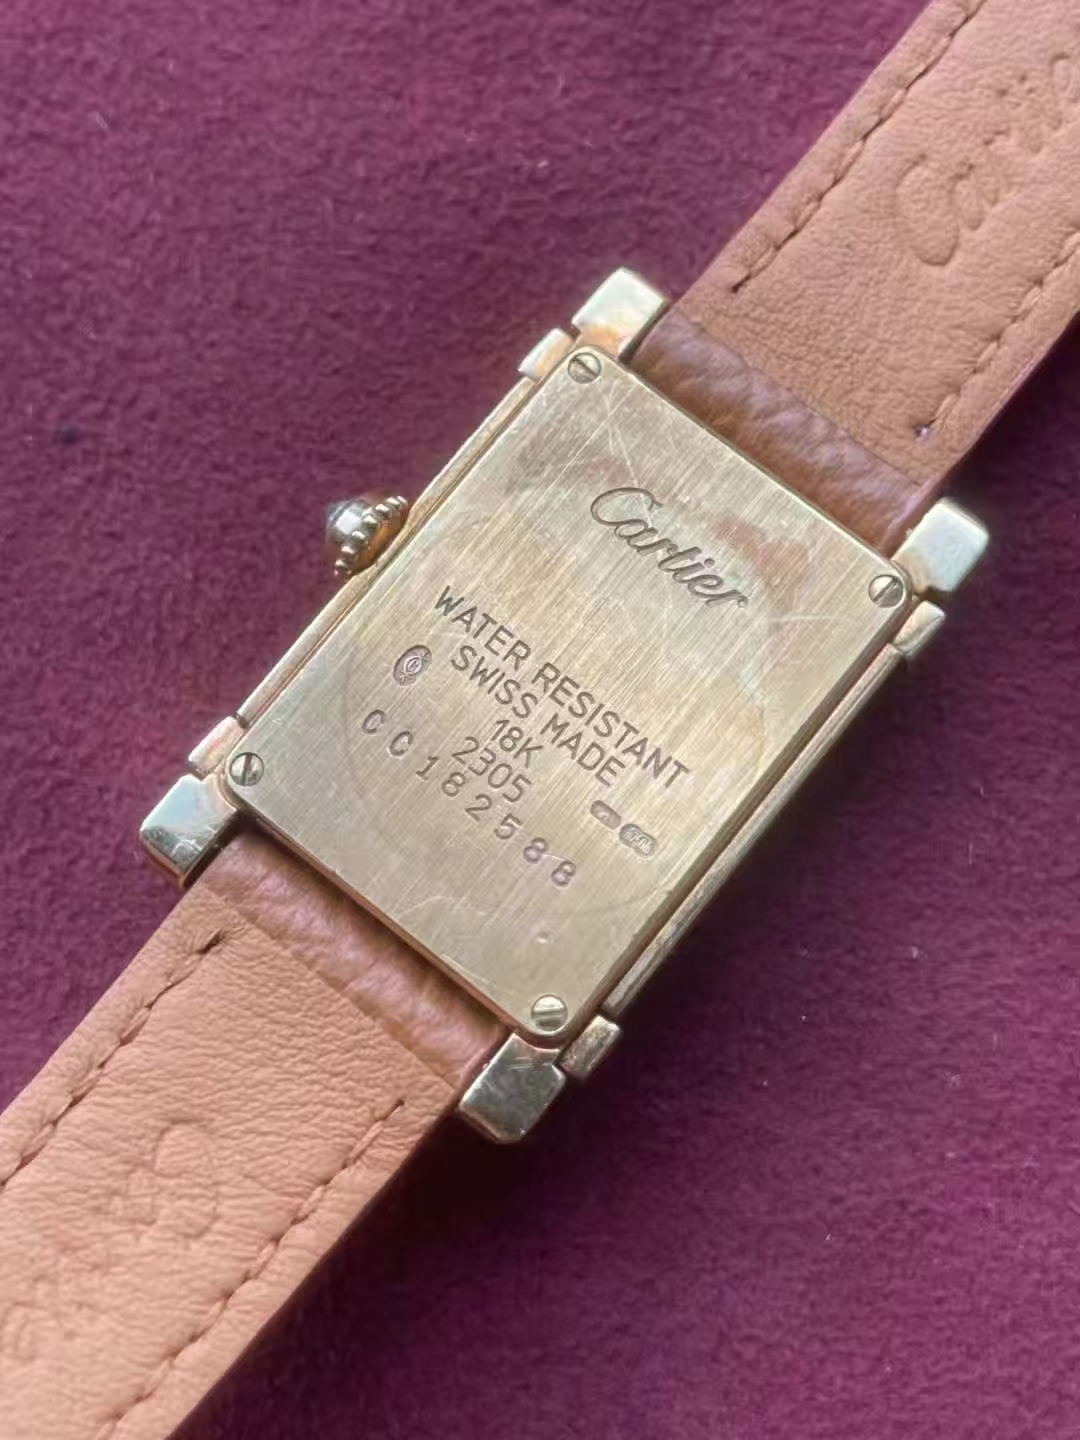 Cartier
WATER RESISTANT
SWISS MADE
18K
2305
CC182588